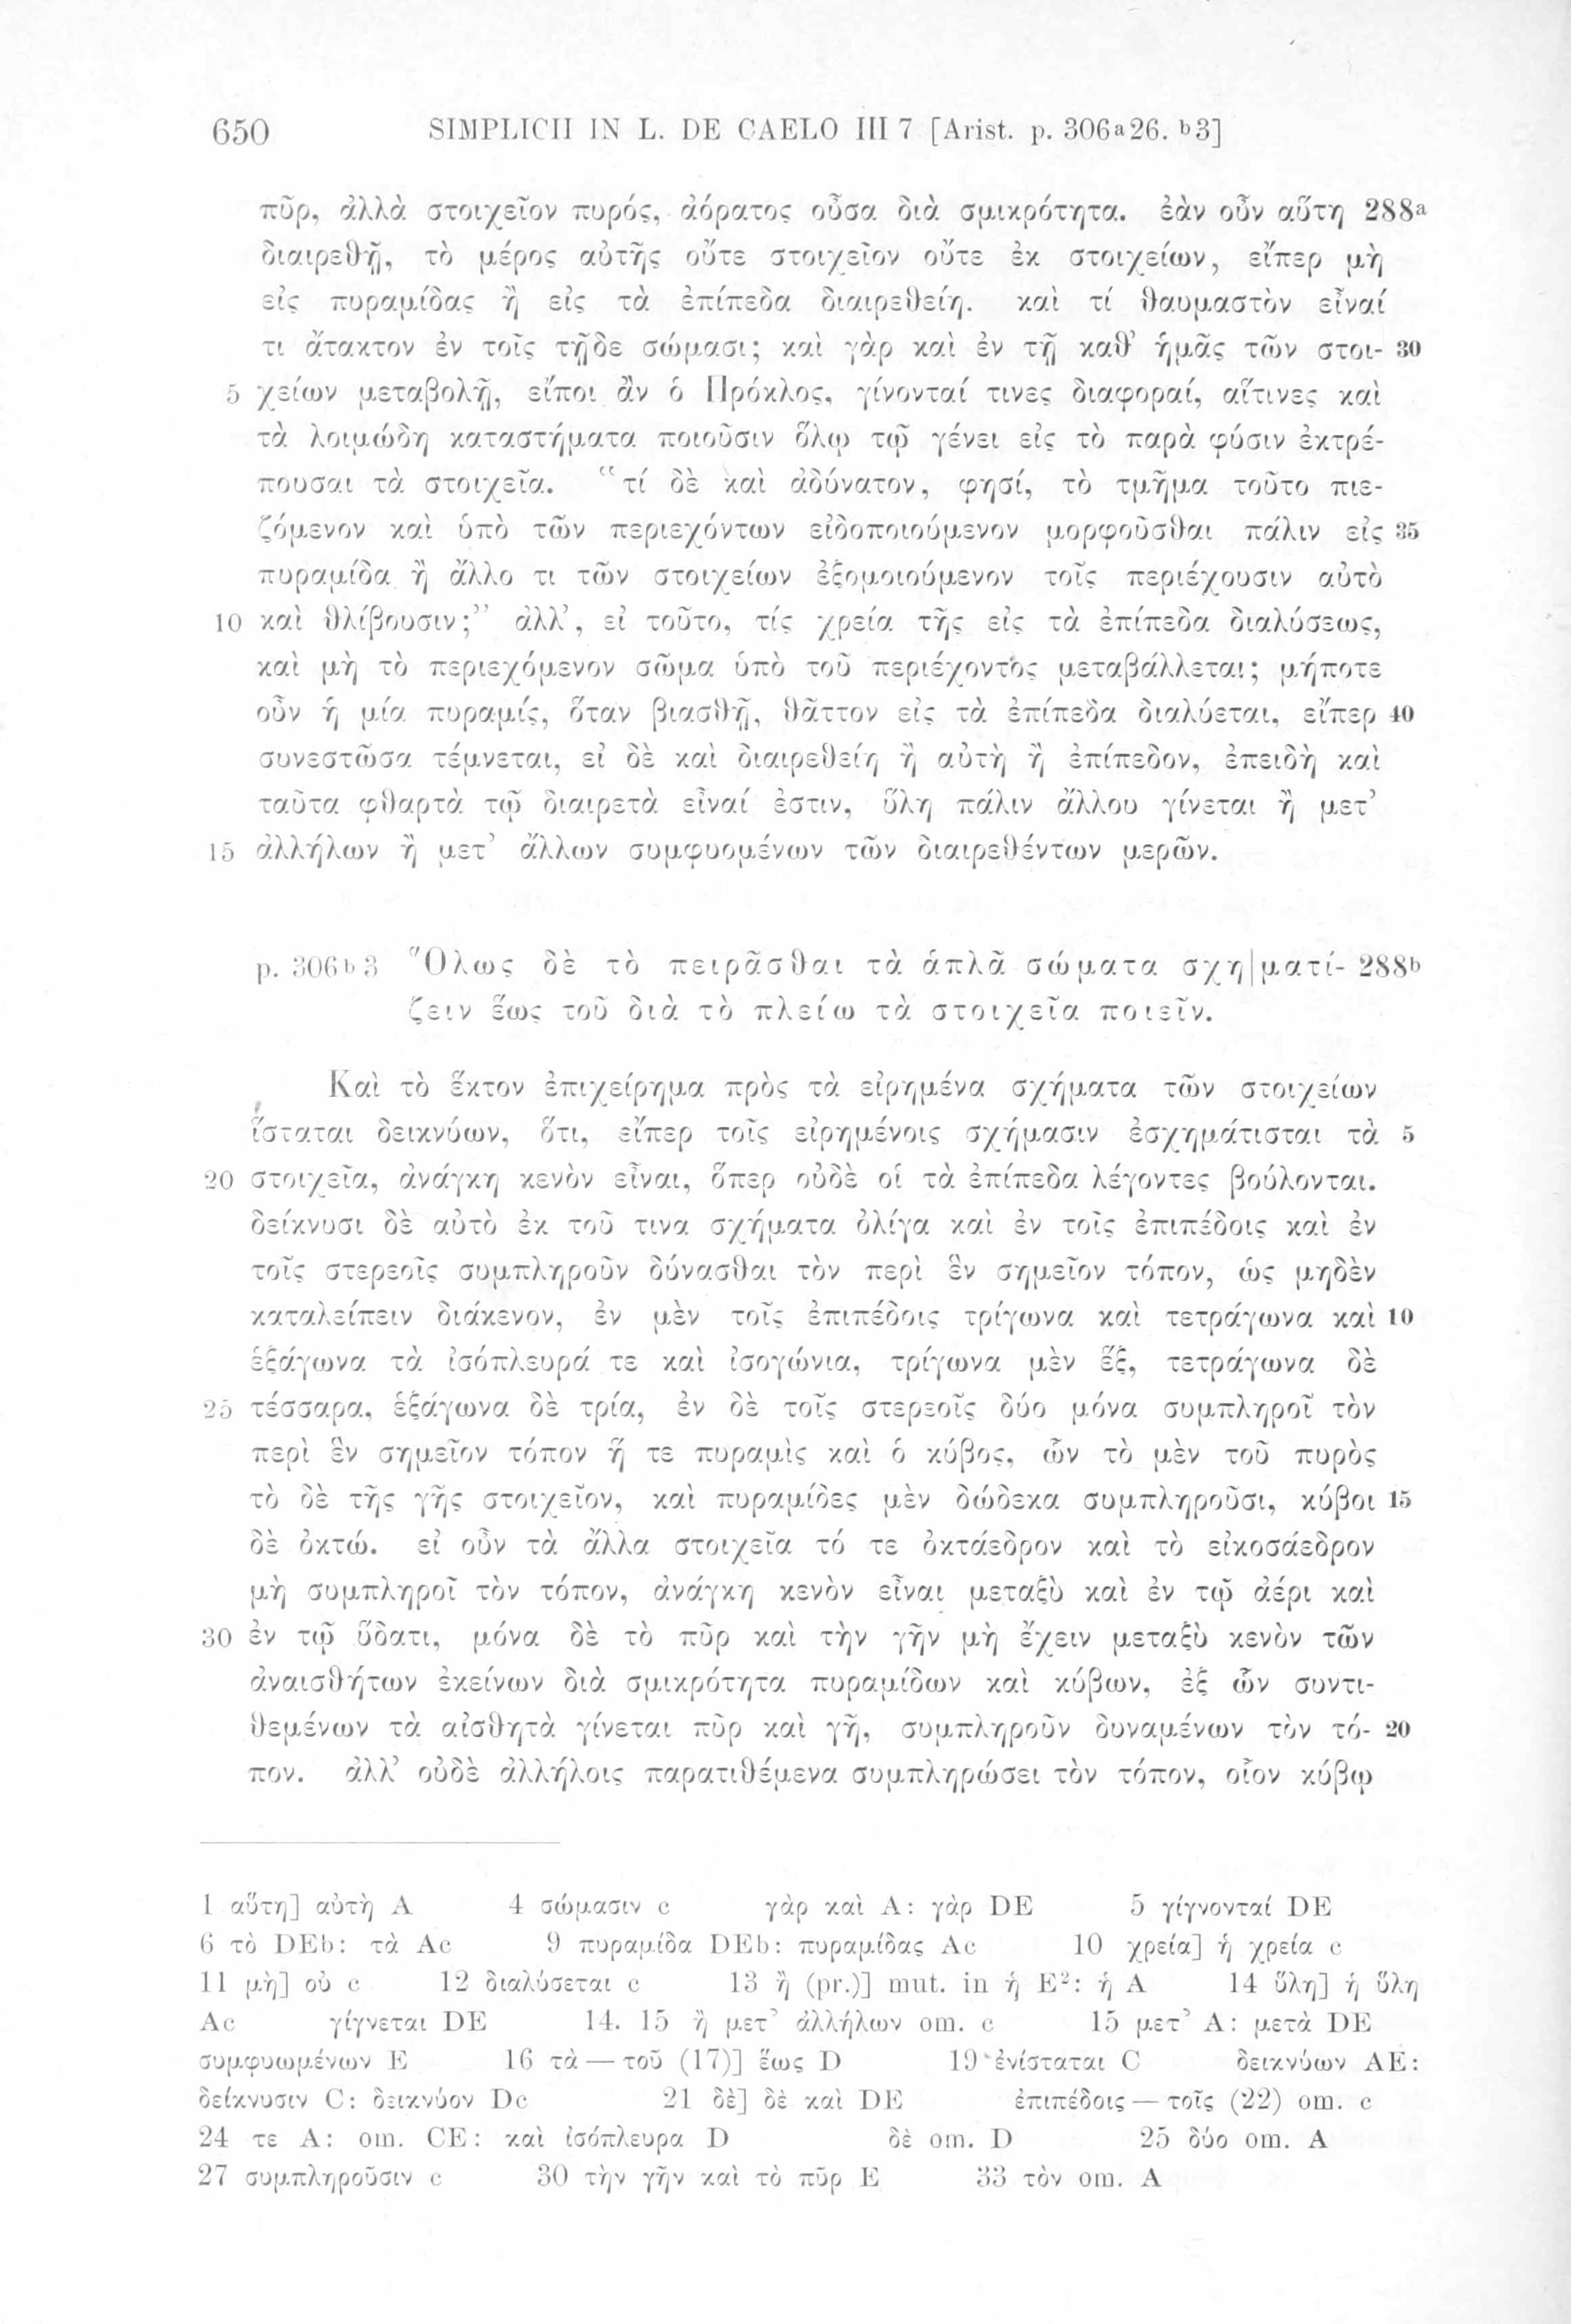 650 SIMPLICII IN L. DE CAELO III 7 [Arist. p. 306ᵃ26. ᵇ3]
πῦρ, ἀλλὰ στοιχεῖον πυρός, ἀόρατος οὖσα διὰ σμικρότητα. ἐὰν οὖν αὕτη 288ᵃ
διαιρεθῇ, τὸ μέρος αὐτῆς οὔτε στοιχεῖον οὔτε ἐκ στοιχείων, εἴπερ μὴ
εἰς πυραμίδας ἢ εἰς τὰ ἐπίπεδα διαιρεθείη. καὶ τί θαυμαστὸν εἶναί
τι ἄτακτον ἐν τοῖς τῇδε σώμασι; καὶ γὰρ καὶ ἐν τῇ καθ’ ἡμᾶς τῶν στοι- 30
5 χείων μεταβολῇ, εἴποι ἂν ὁ Πρόκλος, γίνονταί τινες διαφοραί, αἵτινες καὶ
τὰ λοιμώδη καταστήματα ποιοῦσιν ὅλῳ τῷ γένει εἰς τὸ παρὰ φύσιν ἐκτρέ-
πουσαι τὰ στοιχεῖα. “τί δὲ καὶ ἀδύνατον, φησί, τὸ τμῆμα τοῦτο πιε-
ζόμενον καὶ ὑπὸ τῶν περιεχόντων εἰδοποιούμενον μορφοῦσθαι πάλιν εἰς 35
πυραμίδα ἢ ἄλλο τι τῶν στοιχείων ἐξομοιούμενον τοῖς περιέχουσιν αὐτὸ
10 καὶ θλίβουσιν;” ἀλλ’, εἰ τοῦτο, τίς χρεία τῆς εἰς τὰ ἐπίπεδα διαλύσεως,
καὶ μὴ τὸ περιεχόμενον σῶμα ὑπὸ τοῦ περιέχοντος μεταβάλλεται; μήποτε
οὖν ἡ μία πυραμίς, ὅταν βιασθῇ, θᾶττον εἰς τὰ ἐπίπεδα διαλύεται, εἴπερ 40
συνεστῶσα τέμνεται, εἰ δὲ καὶ διαιρεθείη ἢ αὐτὴ ἢ ἐπίπεδον, ἐπειδὴ καὶ
ταῦτα φθαρτὰ τῷ διαιρετὰ εἶναί ἐστιν, ὕλη πάλιν ἄλλου γίνεται ἢ μετ’
15 ἀλλήλων ἢ μετ’ ἄλλων συμφυομένων τῶν διαιρεθέντων μερῶν.
p. 306ᵇ3 Ὅλως δὲ τὸ πειρᾶσθαι τὰ ἁπλᾶ σώματα σχη|ματί- 288ᵇ
ζειν ἕως τοῦ διὰ τὸ πλείω τὰ στοιχεῖα ποιεῖν.
Καὶ τὸ ἕκτον ἐπιχείρημα πρὸς τὰ εἰρημένα σχήματα τῶν στοιχείων
ἵσταται δεικνύων, ὅτι, εἴπερ τοῖς εἰρημένοις σχήμασιν ἐσχημάτισται τὰ 5
20 στοιχεῖα, ἀνάγκη κενὸν εἶναι, ὅπερ οὐδὲ οἱ τὰ ἐπίπεδα λέγοντες βούλονται.
δείκνυσι δὲ αὐτὸ ἐκ τοῦ τινα σχήματα ὀλίγα καὶ ἐν τοῖς ἐπιπέδοις καὶ ἐν
τοῖς στερεοῖς συμπληροῦν δύνασθαι τὸν περὶ ἓν σημεῖον τόπον, ὡς μηδὲν
καταλείπειν διάκενον, ἐν μὲν τοῖς ἐπιπέδοις τρίγωνα καὶ τετράγωνα καὶ 10
ἑξάγωνα τὰ ἰσόπλευρά τε καὶ ἰσογώνια, τρίγωνα μὲν ἕξ, τετράγωνα δὲ
25 τέσσαρα, ἑξάγωνα δὲ τρία, ἐν δὲ τοῖς στερεοῖς δύο μόνα συμπληροῖ τὸν
περὶ ἓν σημεῖον τόπον ἥ τε πυραμὶς καὶ ὁ κύβος, ὧν τὸ μὲν τοῦ πυρὸς
τὸ δὲ τῆς γῆς στοιχεῖον, καὶ πυραμίδες μὲν δώδεκα συμπληροῦσι, κύβοι 15
δὲ ὀκτώ. εἰ οὖν τὰ ἄλλα στοιχεῖα τό τε ὀκτάεδρον καὶ τὸ εἰκοσάεδρον
μὴ συμπληροῖ τὸν τόπον, ἀνάγκη κενὸν εἶναι μεταξὺ καὶ ἐν τῷ ἀέρι καὶ
30 ἐν τῷ ὕδατι, μόνα δὲ τὸ πῦρ καὶ τὴν γῆν μὴ ἔχειν μεταξὺ κενὸν τῶν
ἀναισθήτων ἐκείνων διὰ σμικρότητα πυραμίδων καὶ κύβων, ἐξ ὧν συντι-
θεμένων τὰ αἰσθητὰ γίνεται πῦρ καὶ γῆ, συμπληροῦν δυναμένων τὸν τό- 20
πον. ἀλλ’ οὐδὲ ἀλλήλοις παρατιθέμενα συμπληρώσει τὸν τόπον, οἷον κύβῳ
1 αὕτη] αὐτὴ A 4 σώμασιν c γὰρ καὶ A: γὰρ DE 5 γίγνονταί DE
6 τὸ DEb: τὰ Ac 9 πυραμίδα DEb: πυραμίδας Ac 10 χρεία] ἡ χρεία c
11 μὴ] οὐ c 12 διαλύσεται c 13 ἢ (pr.)] mut. in ἡ E²: ἡ A 14 ὕλη] ἡ ὕλη
Ac γίγνεται DE 14. 15 ἢ μετ’ ἀλλήλων om. c 15 μετ’ A: μετὰ DE
συμφυωμένων E 16 τὰ — τοῦ (17)] ἕως D 19 ἐνίσταται C δεικνύων AE:
δείκνυσιν C: δεικνύον Dc 21 δὲ] δὲ καὶ DE ἐπιπέδοις — τοῖς (22) om. c
24 τε A: om. CE: καὶ ἰσόπλευρα D δὲ om. D 25 δύο om. A
27 συμπληροῦσιν c 30 τὴν γῆν καὶ τὸ πῦρ E 33 τὸν om. A